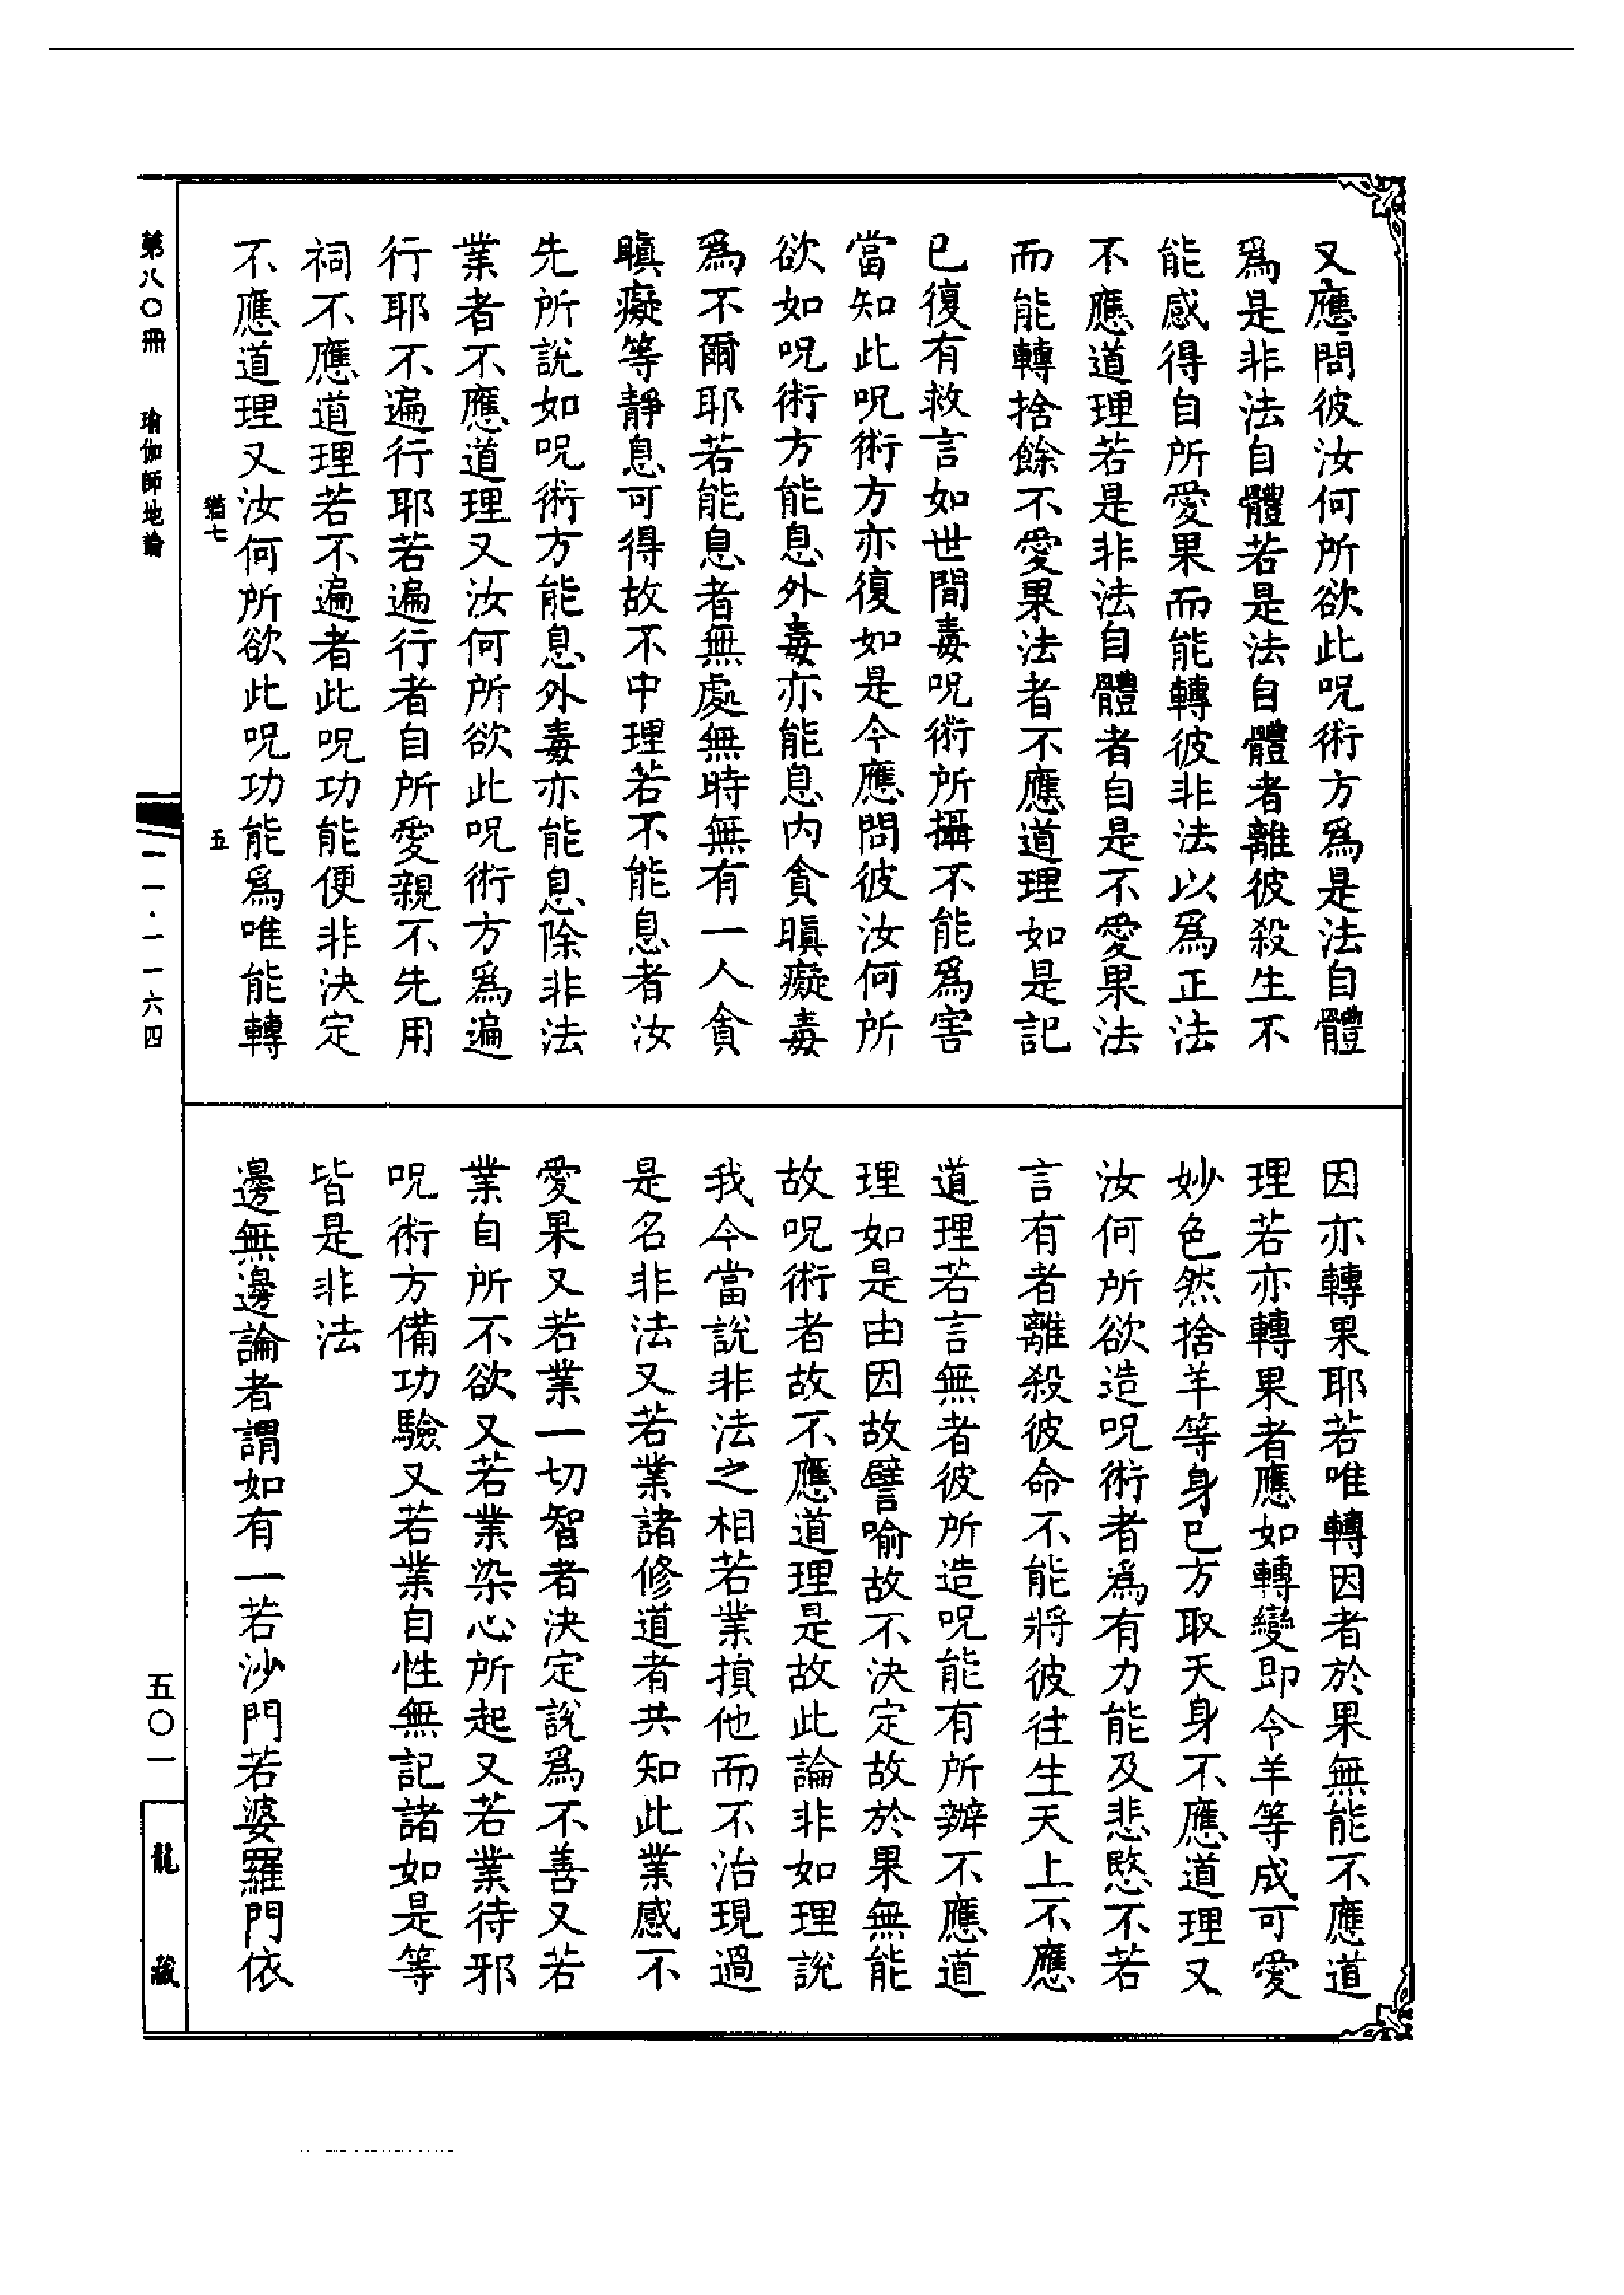 又應問彼汝何所欲此呪術方爲是法自體
爲是非法自體若是法自體者離彼殺生不
能感得自所愛果而能轉彼非法以爲正法
不應道理若是非法自體者自是不愛果法
而能轉捨餘不愛果法者不應道理如是記
已復有救言如世間毒呪術所攝不能爲害
當知此呪術方亦復如是今應問彼汝何所
欲如呪術方能息外毒亦能息内貪瞋癡毒
爲不爾耶若能息者無處無時無有一人貪
瞋癡等靜息可得故不中理若不能息者汝
先所說如呪術方能息外毒亦能息除非法
業者不應道理又汝何所欲此呪術方爲遍
行耶不遍行耶若遍行者自所愛親不先用
祠不應道理若不遍者此呪功能便非決定
不應道理又汝何所欲此呪功能爲唯能轉
猶七
五
因亦轉果耶若唯轉因者於果無能不應道
理若亦轉果者應如轉變即令羊等成可愛
妙色然捨羊等身已方取天身不應道理又
汝何所欲造呪術者爲有力能及悲愍不若
言有者離殺彼命不能將彼往生天上不應
道理若言無者彼所造呪能有所辦不應道
理如是由因故譬喻故不決定故於果無能
故呪術者故不應道理是故此論非如理說
我今當說非法之相若業損他而不治現過
是名非法又若業諸修道者共知此業感不
愛果又若業一切智者決定說爲不善又若
業自所不欲又若業染心所起又若業待邪
呪術方備功驗又若業自性無記諸如是等
皆是非法
邊無邊論者謂如有一若沙門若婆羅門依
第八〇冊　瑜伽師地論
一一·一一六四
五〇一
龍藏